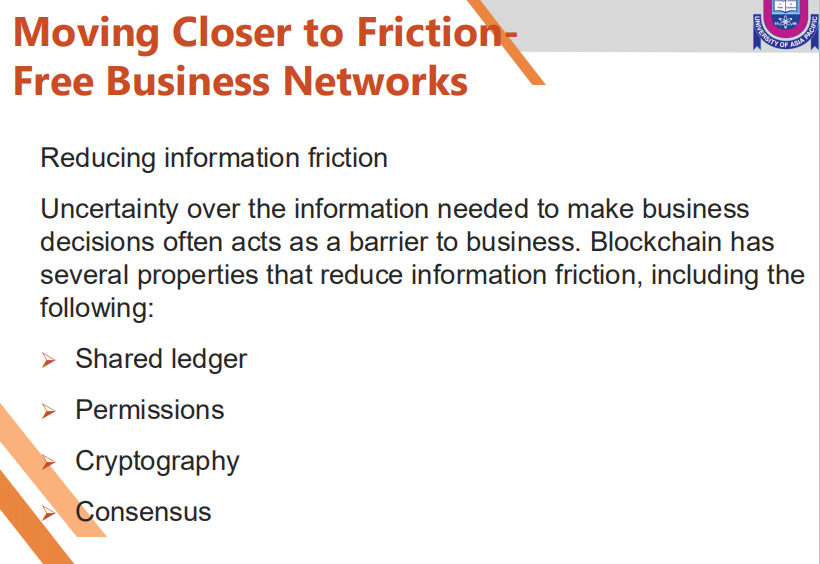 Moving Closer to Friction-
Free Business Networks
UNIVERSITY OF ASIA PACIFIC
Reducing information friction
Uncertainty over the information needed to make business
decisions often acts as a barrier to business. Blockchain has
several properties that reduce information friction, including the
following:
Shared ledger
Permissions
Cryptography
Consensus